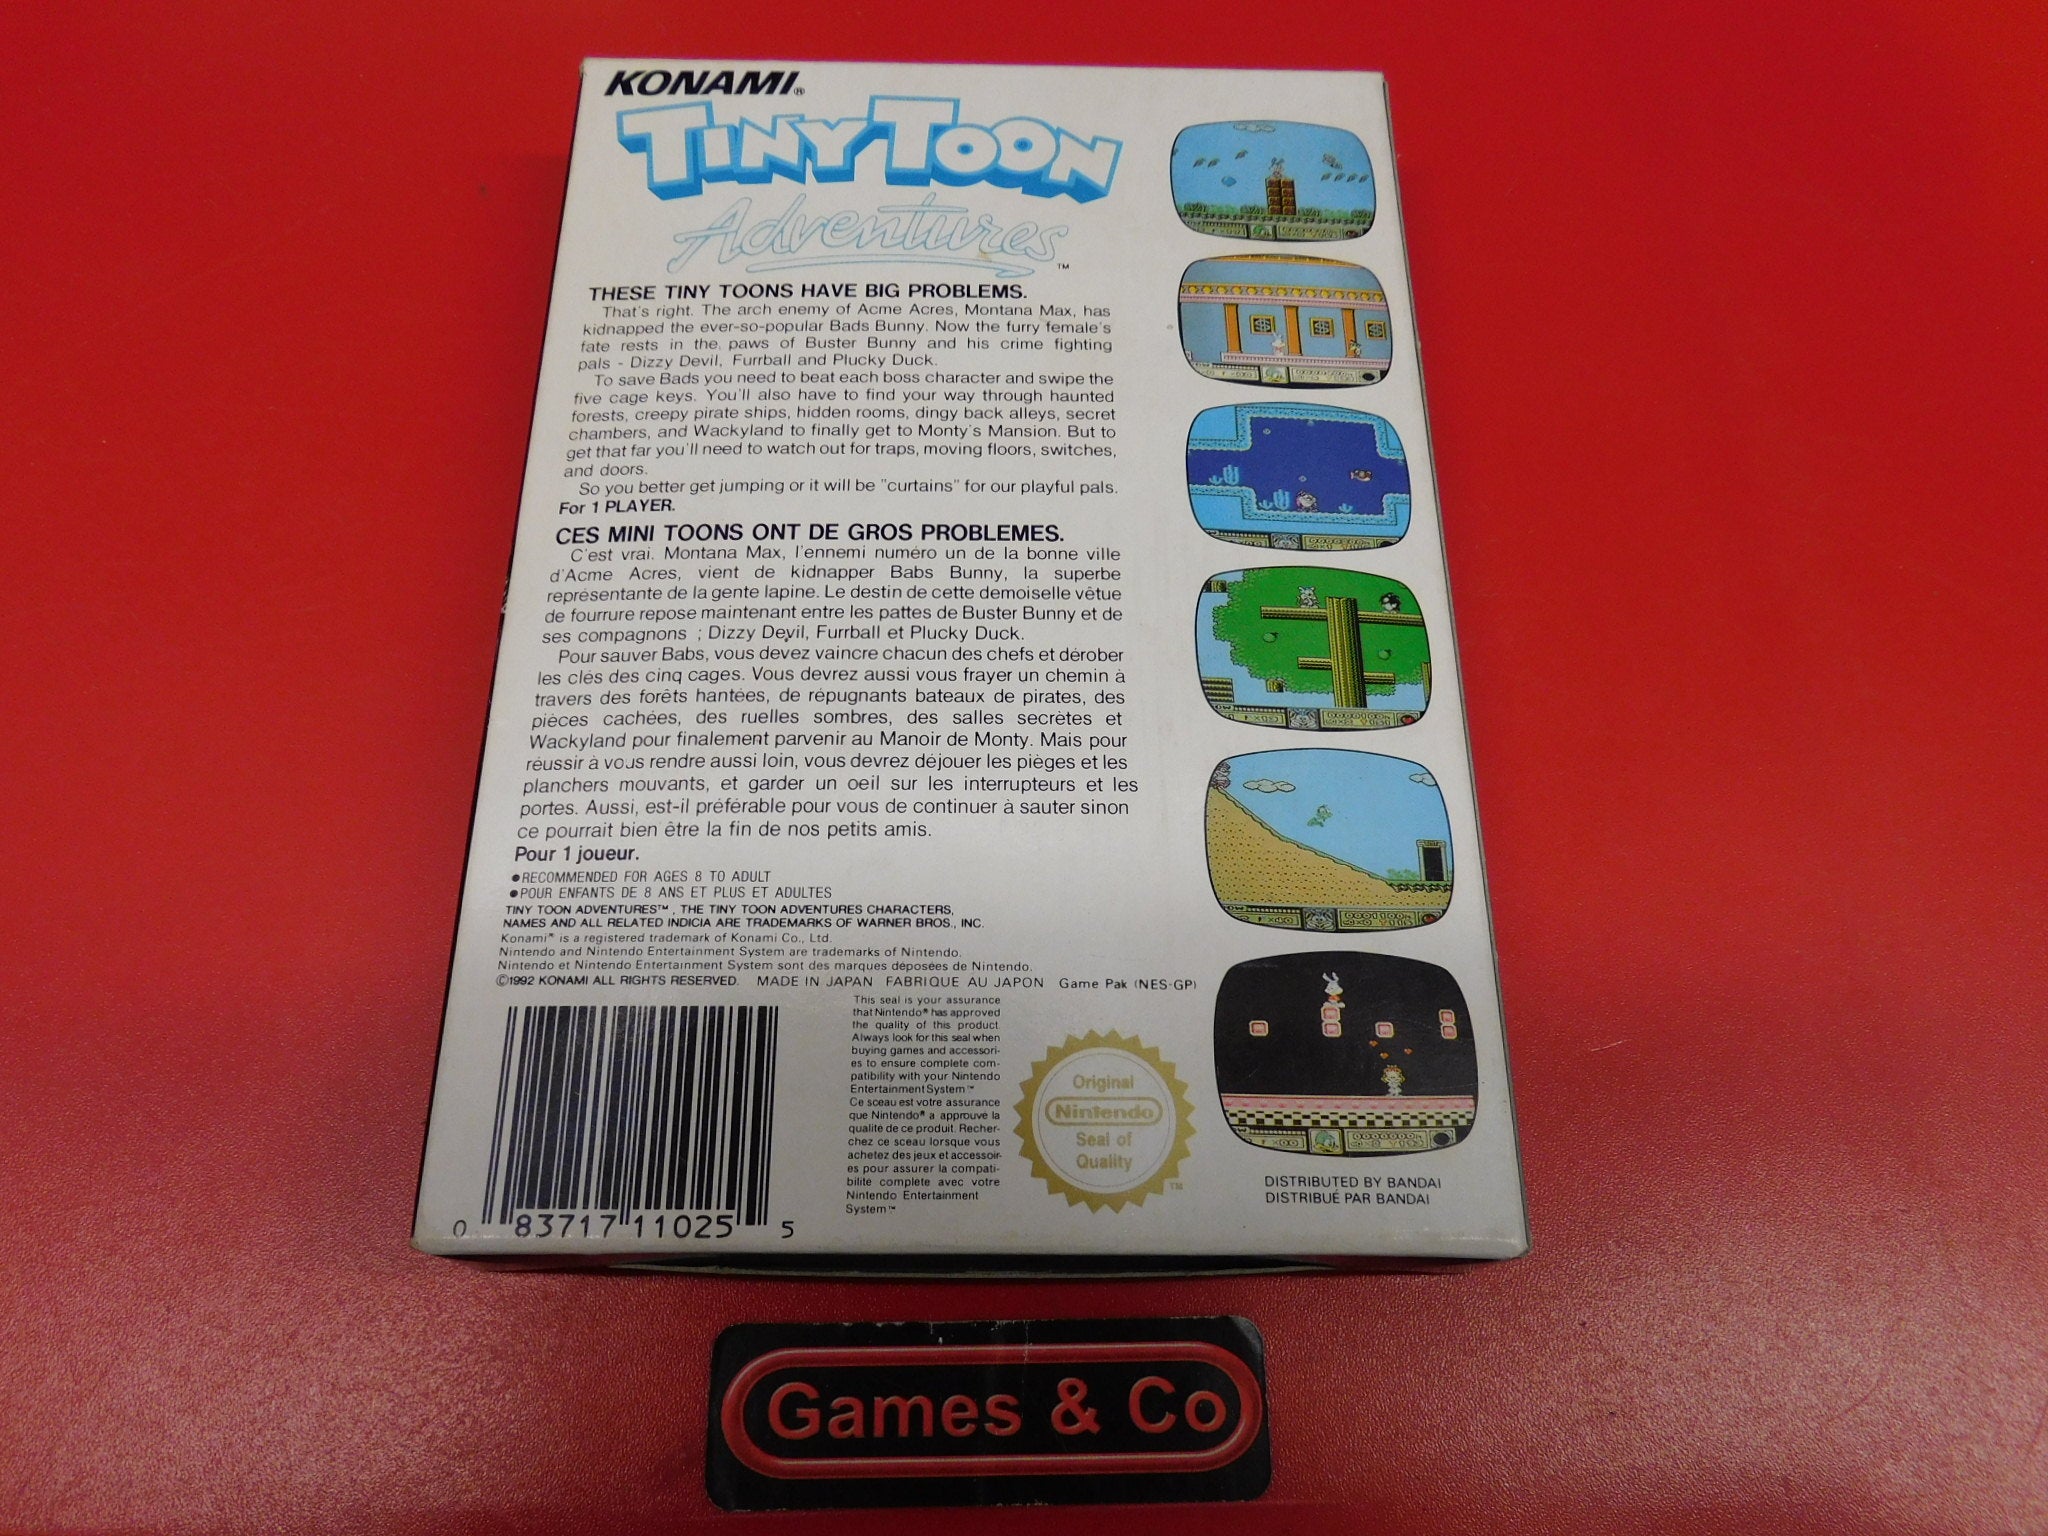 KONAMI®
TINY TOON
Adventures™
THESE TINY TOONS HAVE BIG PROBLEMS.
That's right. The arch enemy of Acme Acres, Montana Max, has
kidnapped the ever-so-popular Bads Bunny. Now the furry female's
fate rests in the paws of Buster Bunny and his crime fighting
pals - Dizzy Devil, Furrball and Plucky Duck.
To save Bads you need to beat each boss character and swipe the
five cage keys. You'll also have to find your way through haunted
forests, creepy pirate ships, hidden rooms, dingy back alleys, secret
chambers, and Wackyland to finally get to Monty's Mansion. But to
get that far you'll need to watch out for traps, moving floors, switches,
and doors.
So you better get jumping or it will be "curtains" for our playful pals.
For 1 PLAYER.
CES MINI TOONS ONT DE GROS PROBLEMES.
C'est vrai. Montana Max, l'ennemi numéro un de la bonne ville
d'Acme Acres, vient de kidnapper Babs Bunny, la superbe
représentante de la gente lapine. Le destin de cette demoiselle vêtue
de fourrure repose maintenant entre les pattes de Buster Bunny et de
ses compagnons ; Dizzy Devil, Furrball et Plucky Duck.
Pour sauver Babs, vous devez vaincre chacun des chefs et dérober
les clés des cinq cages. Vous devrez aussi vous frayer un chemin à
travers des forêts hantées, de répugnants bateaux de pirates, des
pièces cachées, des ruelles sombres, des salles secrètes et
Wackyland pour finalement parvenir au Manoir de Monty. Mais pour
réussir à vous rendre aussi loin, vous devrez déjouer les pièges et les
planchers mouvants, et garder un oeil sur les interrupteurs et les
portes. Aussi, est-il préférable pour vous de continuer à sauter sinon
ce pourrait bien être la fin de nos petits amis.
Pour 1 joueur.
●RECOMMENDED FOR AGES 8 TO ADULT
●POUR ENFANTS DE 8 ANS ET PLUS ET ADULTES
TINY TOON ADVENTURES™, THE TINY TOON ADVENTURES CHARACTERS,
NAMES AND ALL RELATED INDICIA ARE TRADEMARKS OF WARNER BROS., INC.
Konami® is a registered trademark of Konami Co., Ltd.
Nintendo and Nintendo Entertainment System are trademarks of Nintendo.
Nintendo et Nintendo Entertainment System sont des marques déposées de Nintendo.
©1992 KONAMI ALL RIGHTS RESERVED. MADE IN JAPAN FABRIQUE AU JAPON Game Pak (NES-GP)
This seal is your assurance
that Nintendo® has approved
the quality of this product.
Always look for this seal when
buying games and accessori-
es to ensure complete com-
patibility with your Nintendo
Entertainment System™
Ce sceau est votre assurance
que Nintendo® a approuvé la
qualité de ce produit. Recher-
chez ce sceau lorsque vous
achetez des jeux et accessoir-
es pour assurer la compati-
bilité complète avec votre
Nintendo Entertainment
System™
Original
Nintendo
Seal of
Quality
™
DISTRIBUTED BY BANDAI
DISTRIBUÉ PAR BANDAI
0 83717 11025 5
Games & Co